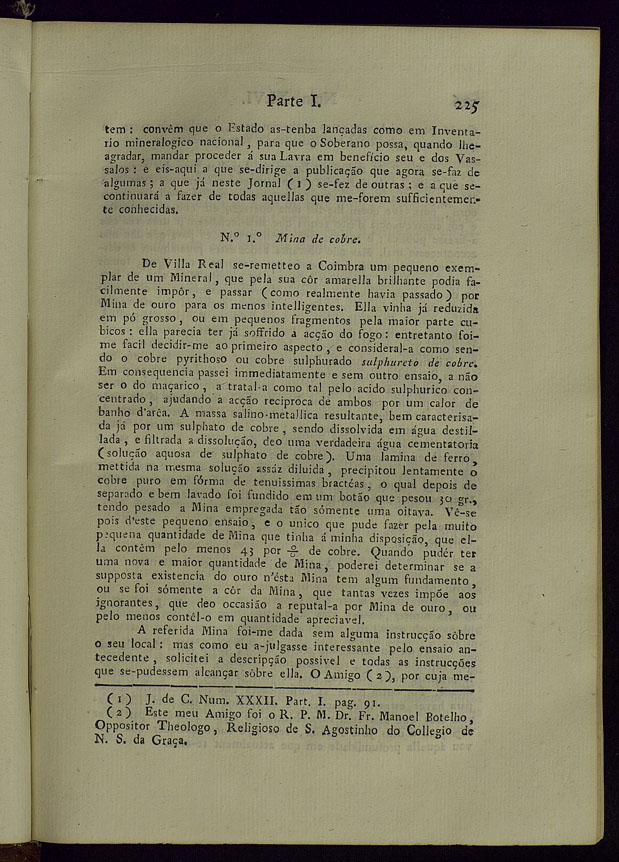 Parte I. 225
tem : convêm que o Estado as-tenha lançadas como em Inventa-
rio mineralogico nacional , para que o Soberano possa, quando lhe-
agradar, mandar proceder á sua Lavra em beneficio seu e dos Vas-
salos : e eis-aqui a que se-dirige a publicação que agora se-faz de
algumas ; a que já neste Jornal ( 1 ) se-fez de outras ; e a que se-
continuará a fazer de todas aquellas que me-forem sufficientemen-
te conhecidas.
N.º 1.º Mina de cobre.
De Villa Real se-remetteo a Coimbra um pequeno exem-
plar de um Mineral , que pela sua côr amarella brilhante podia fa-
cilmente impôr, e passar ( como realmente havia passado ) por
Mina de ouro para os menos intelligentes. Ella vinha já reduzida
em pó grosso , ou em pequenos fragmentos pela maior parte cu-
bicos : ella parecia ter já soffrido a acção do fogo : entretanto foi-
me facil decidir-me ao primeiro aspecto , e consideral-a como sen-
do o cobre pyrithoso ou cobre sulphurado sulphureto de cobre.
Em consequencia passei immediatamente e sem outro ensaio, a não
ser o do maçarico , a tratal-a como tal pelo acido sulphurico con-
centrado , ajudando a acção reciproca de ambos por um calor de
banho d'arêa. A massa salino-metallica resultante, bem caracterisa-
da já por um sulphato de cobre , sendo dissolvida em água destil-
lada , e filtrada a dissolução, deo uma verdadeira água cementatoria
( solução aquosa de sulphato de cobre ). Uma lamina de ferro ,
mettida na mesma solução assáz diluida , precipitou lentamente o
cobre puro em fórma de tenuissimas bractéas , o qual depois de
separado e bem lavado foi fundido em um botão que pesou 30 gr.,
tendo pesado a Mina empregada tão sómente uma oitava. Vê-se
pois d'este pequeno ensaio , e o unico que pude fazer pela muito
pequena quantidade de Mina que tinha á minha disposição, que el-
la contèm pelo menos 43 por 0/0 de cobre. Quando pudér ter
uma nova e maior quantidade de Mina , poderei determinar se a
supposta existencia do ouro n'ésta Mina tem algum fundamento ,
ou se foi sómente a côr da Mina , que tantas vezes impõe aos
ignorantes , que deo occasião a reputal-a por Mina de ouro , ou
pelo menos contêl-o em quantidade apreciavel.
A referida Mina foi-me dada sem alguma instrucção sôbre
o seu local : mas como eu a-julgasse interessante pelo ensaio an-
tecedente , solicitei a descripção possivel e todas as instrucções
que se-pudessem alcançar sôbre ella. O Amigo ( 2 ), por cuja me-
( 1 ) J. de C. Num. XXXII. Part. I. pag. 91.
( 2 ) Este meu Amigo foi o R. P. M. Dr. Fr. Manoel Botelho,
Oppositor Theologo , Religioso de S. Agostinho do Collegio de
N. S. da Graça.